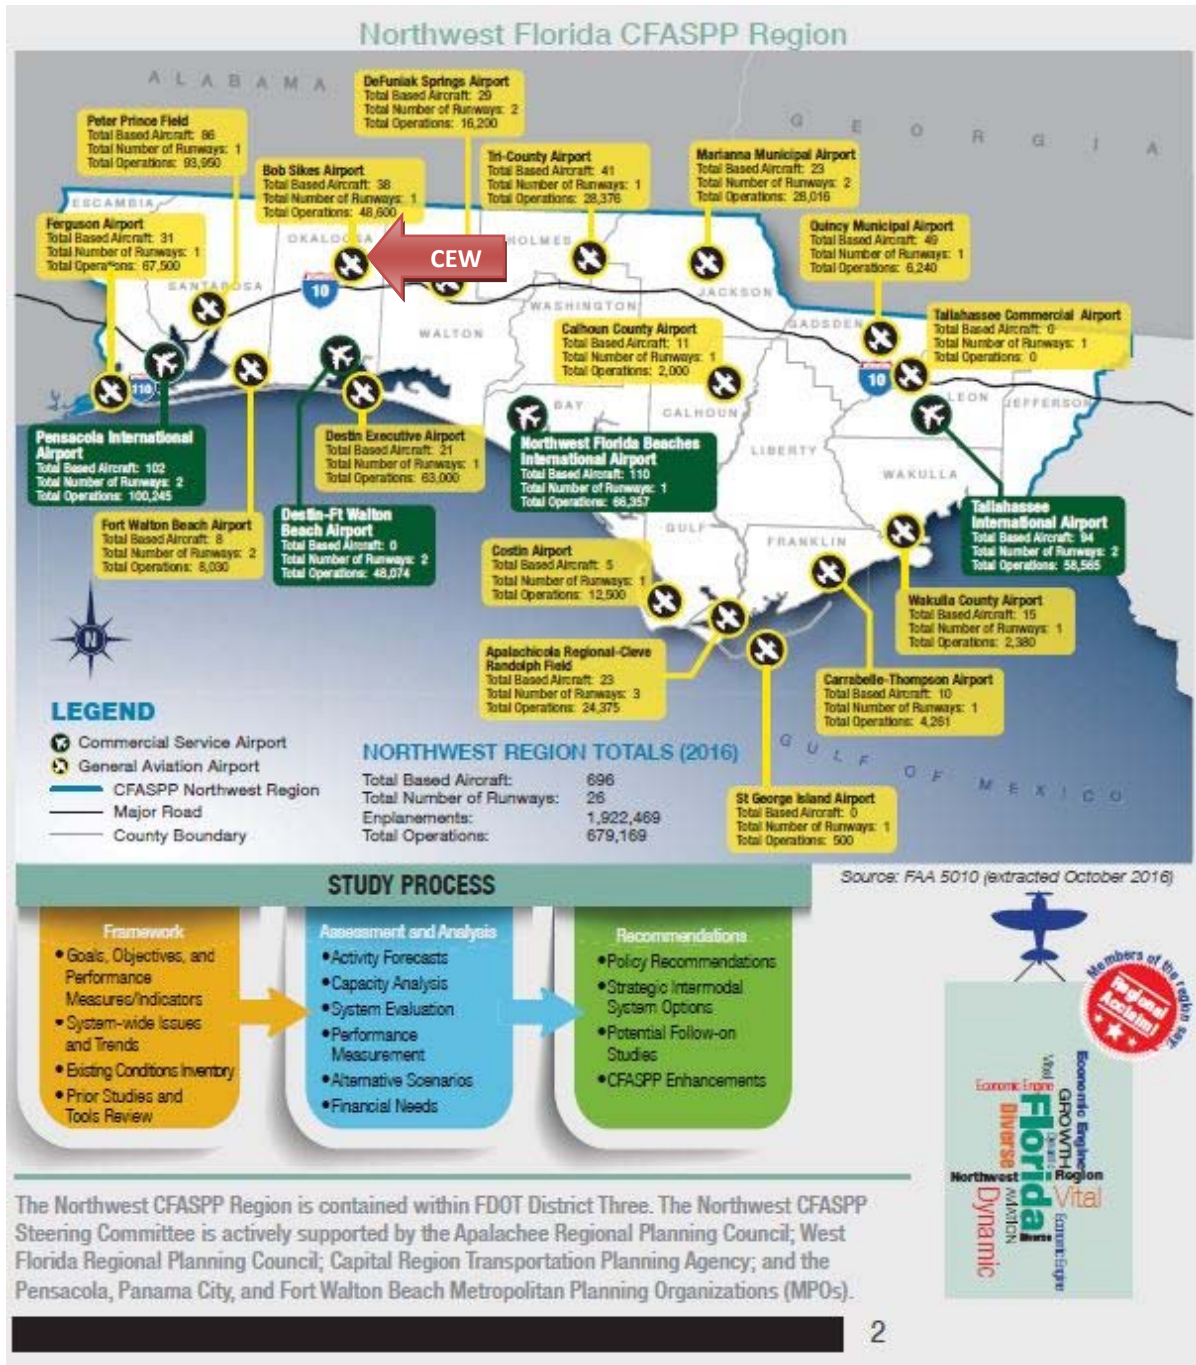 Northwest Florida CFASPP Region
ALABAMA
GEORGIA
DeFuniak Springs Airport
Total Based Aircraft: 29
Total Number of Runways: 2
Total Operations: 16,200
Peter Prince Field
Total Based Aircraft: 86
Total Number of Runways: 1
Total Operations: 93,950
Bob Sikes Airport
Total Based Aircraft: 38
Total Number of Runways: 1
Total Operations: 48,600
Tri-County Airport
Total Based Aircraft: 41
Total Number of Runways: 1
Total Operations: 28,376
Marianna Municipal Airport
Total Based Aircraft: 23
Total Number of Runways: 2
Total Operations: 28,016
ESCAMBIA
Ferguson Airport
Total Based Aircraft: 31
Total Number of Runways: 1
Total Operations: 67,500
OKALOOSA
CEW
HOLMES
Quincy Municipal Airport
Total Based Aircraft: 49
Total Number of Runways: 1
Total Operations: 6,240
SANTA ROSA
10
WALTON
WASHINGTON
JACKSON
GADSDEN
Tallahassee Commercial Airport
Total Based Aircraft: 0
Total Number of Runways: 1
Total Operations: 0
Calhoun County Airport
Total Based Aircraft: 11
Total Number of Runways: 1
Total Operations: 2,000
110
10
BAY
CALHOUN
LEON
JEFFERSON
LIBERTY
WAKULLA
Pensacola International
Airport
Total Based Aircraft: 102
Total Number of Runways: 2
Total Operations: 100,245
Destin Executive Airport
Total Based Aircraft: 21
Total Number of Runways: 1
Total Operations: 63,000
Northwest Florida Beaches
International Airport
Total Based Aircraft: 110
Total Number of Runways: 1
Total Operations: 66,357
Fort Walton Beach Airport
Total Based Aircraft: 8
Total Number of Runways: 2
Total Operations: 8,030
Destin-Ft Walton
Beach Airport
Total Based Aircraft: 0
Total Number of Runways: 2
Total Operations: 48,074
Tallahassee
International Airport
Total Based Aircraft: 94
Total Number of Runways: 2
Total Operations: 58,565
GULF
FRANKLIN
Costin Airport
Total Based Aircraft: 5
Total Number of Runways: 1
Total Operations: 12,500
Wakulla County Airport
Total Based Aircraft: 15
Total Number of Runways: 1
Total Operations: 2,380
N
Apalachicola Regional-Cleve
Randolph Field
Total Based Aircraft: 23
Total Number of Runways: 3
Total Operations: 24,375
Carrabelle-Thompson Airport
Total Based Aircraft: 10
Total Number of Runways: 1
Total Operations: 4,261
GULF OF MEXICO
St George Island Airport
Total Based Aircraft: 0
Total Number of Runways: 1
Total Operations: 500
LEGEND
Commercial Service Airport
General Aviation Airport
CFASPP Northwest Region
Major Road
County Boundary
NORTHWEST REGION TOTALS (2016)
Total Based Aircraft: 696
Total Number of Runways: 26
Enplanements: 1,922,469
Total Operations: 679,169
Source: FAA 5010 (extracted October 2016)
STUDY PROCESS
Framework
• Goals, Objectives, and
Performance
Measures/Indicators
• System-wide Issues
and Trends
• Existing Conditions Inventory
• Prior Studies and
Tools Review
Assessment and Analysis
• Activity Forecasts
• Capacity Analysis
• System Evaluation
• Performance
Measurement
• Alternative Scenarios
• Financial Needs
Recommendations
• Policy Recommendations
• Strategic Intermodal
System Options
• Potential Follow-on
Studies
• CFASPP Enhancements
Members of the region say:
Regional
Acclaim!
Vital
Economic Engine
Economic Engine
GROWTH
Diverse
Florida
Northwest
Region
Vital
Dynamic
AVIATION
Diverse
Economic Engine
The Northwest CFASPP Region is contained within FDOT District Three. The Northwest CFASPP
Steering Committee is actively supported by the Apalachee Regional Planning Council; West
Florida Regional Planning Council; Capital Region Transportation Planning Agency; and the
Pensacola, Panama City, and Fort Walton Beach Metropolitan Planning Organizations (MPOs).
2